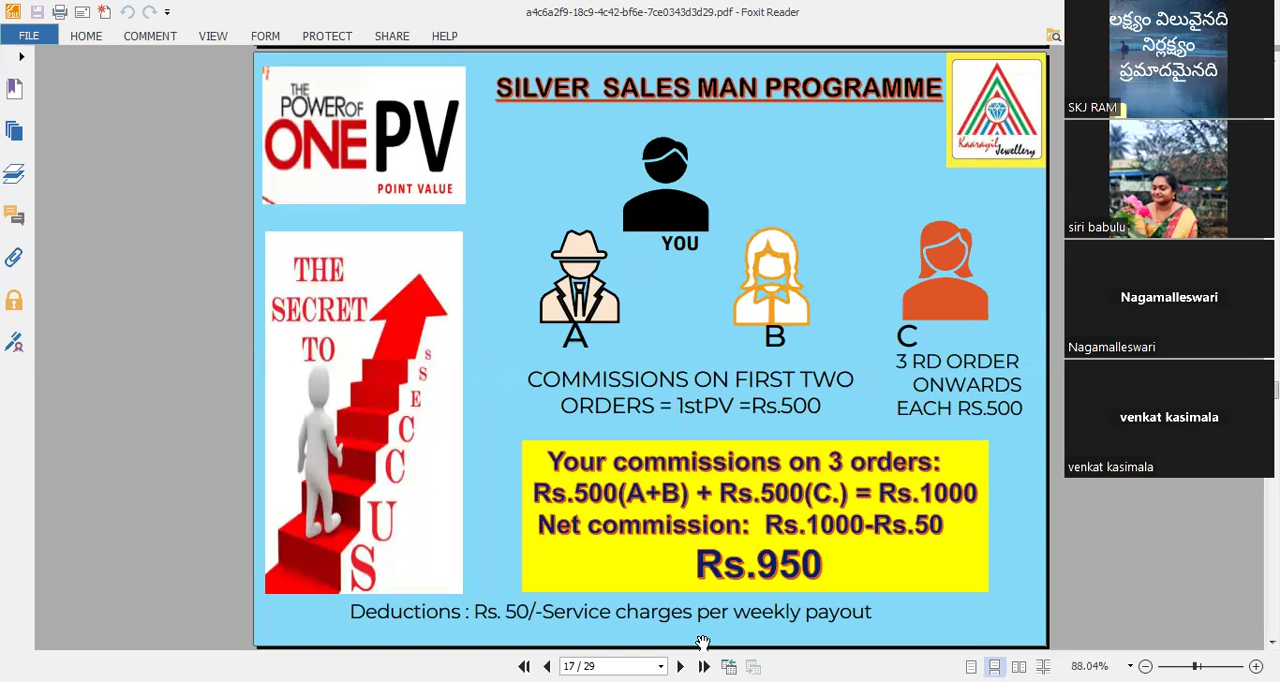 a4c6a2f9-18c9-4c42-bf6e-7ce0343d3d29.pdf - Foxit Reader
FILE HOME COMMENT VIEW FORM PROTECT SHARE HELP
THE
POWER OF
ONE PV
POINT VALUE
SILVER SALES MAN PROGRAMME
Kaarayil
Jewellery
YOU
A
B
C
THE
SECRET
TO
SUCCESS
COMMISSIONS ON FIRST TWO
ORDERS = 1stPV =Rs.500
3 RD ORDER
ONWARDS
EACH RS.500
Your commissions on 3 orders:
Rs.500(A+B) + Rs.500(C.) = Rs.1000
Net commission: Rs.1000-Rs.50
Rs.950
Deductions : Rs. 50/-Service charges per weekly payout
17 / 29
88.04%
లక్ష్యం విలువైనది
నిర్లక్ష్యం
ప్రమాదమైనది
SKJ RAM
siri babulu
Nagamalleswari
Nagamalleswari
venkat kasimala
venkat kasimala